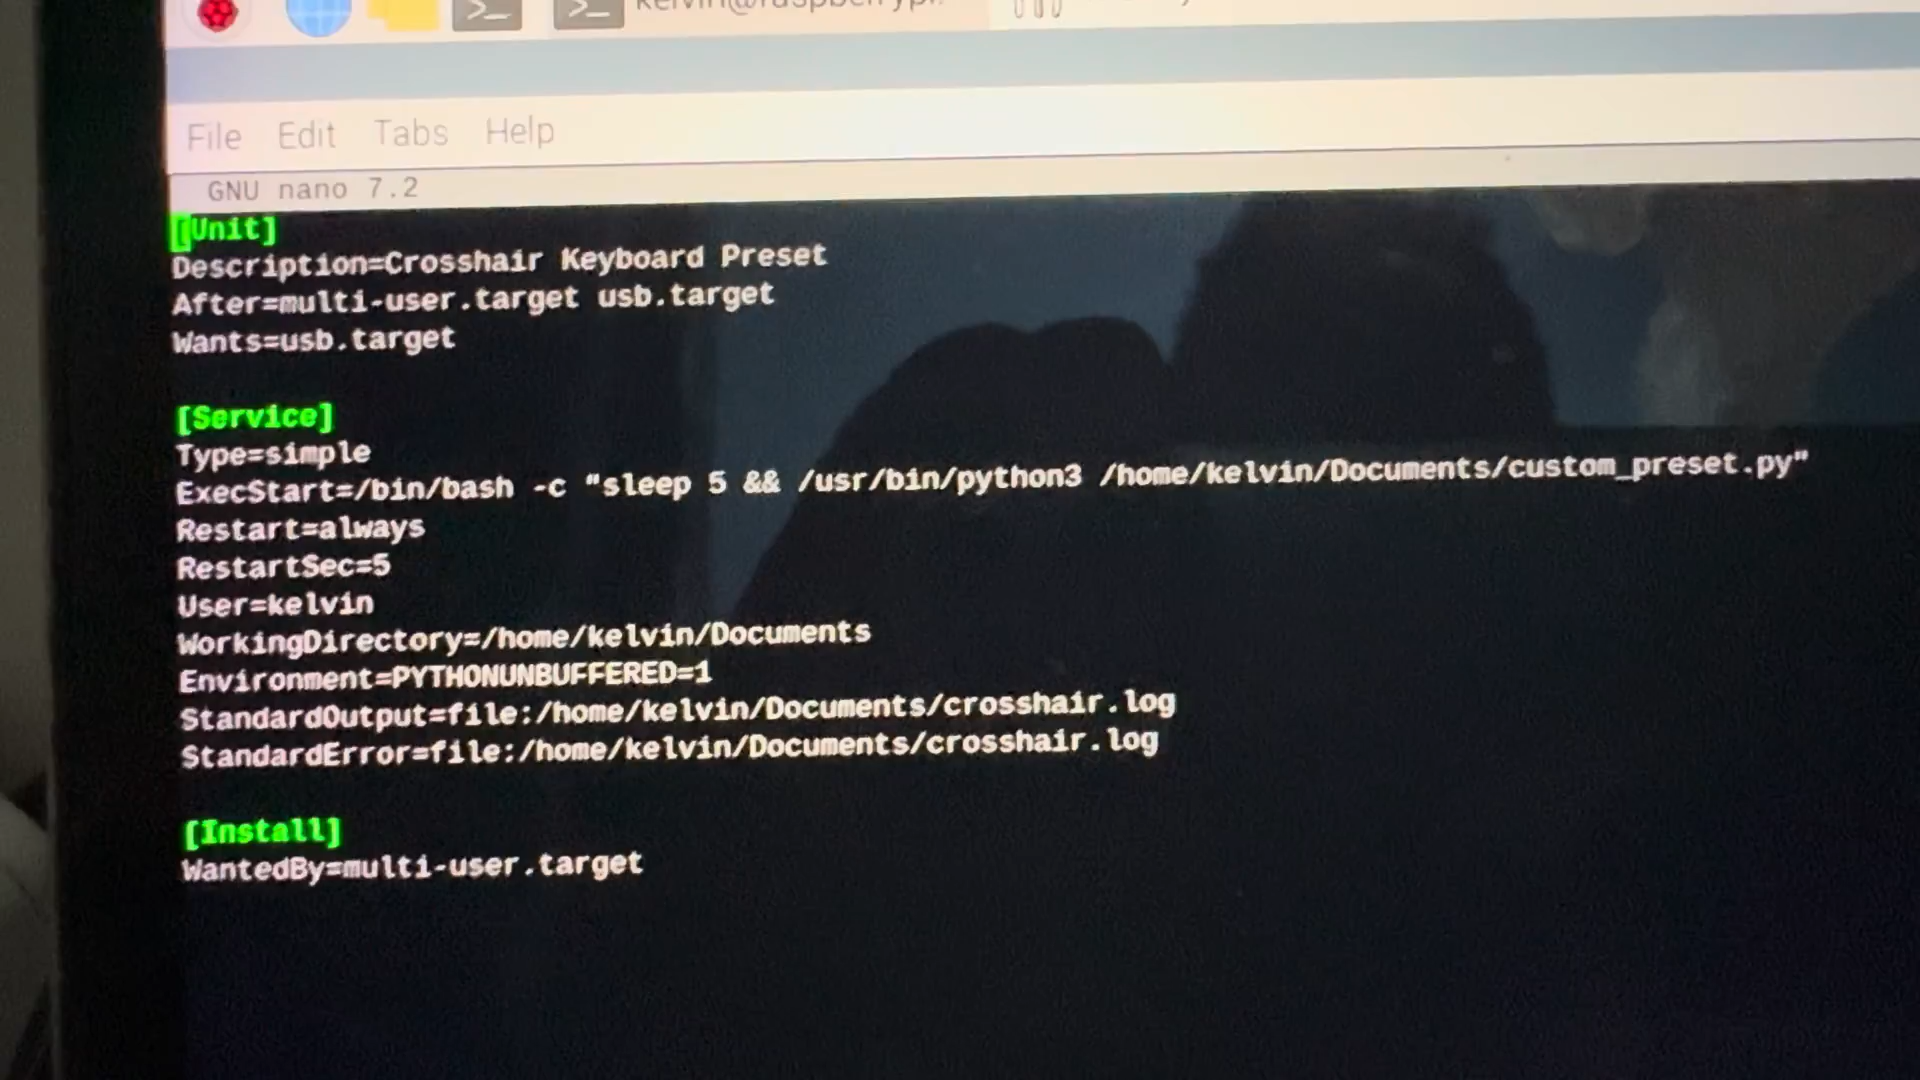 File Edit Tabs Help
GNU nano 7.2
[Unit]
Description=Crosshair Keyboard Preset
After=multi-user.target usb.target
Wants=usb.target
[Service]
Type=simple
ExecStart=/bin/bash -c "sleep 5 && /usr/bin/python3 /home/kelvin/Documents/custom_preset.py"
Restart=always
RestartSec=5
User=kelvin
WorkingDirectory=/home/kelvin/Documents
Environment=PYTHONUNBUFFERED=1
StandardOutput=file:/home/kelvin/Documents/crosshair.log
StandardError=file:/home/kelvin/Documents/crosshair.log
[Install]
WantedBy=multi-user.target